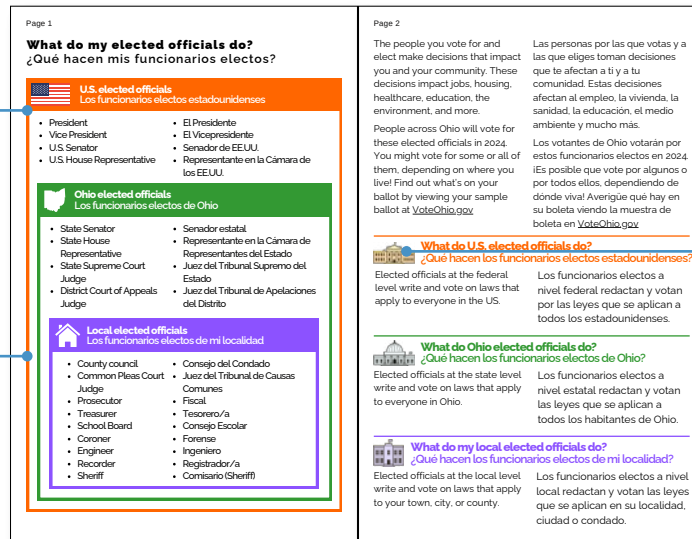 Page 1
What do my elected officials do?
¿Qué hacen mis funcionarios electos?
U.S. elected officials
Los funcionarios electos estadounidenses
• President
• Vice President
• U.S. Senator
• U.S. House Representative
• El Presidente
• El Vicepresidente
• Senador de EE.UU.
• Representante en la Cámara de
los EE.UU.
Ohio elected officials
Los funcionarios electos de Ohio
• State Senator
• State House
Representative
• State Supreme Court
Judge
• District Court of Appeals
Judge
• Senador estatal
• Representante en la Cámara de
Representantes del Estado
• Juez del Tribunal Supremo del
Estado
• Juez del Tribunal de Apelaciones
del Distrito
Local elected officials
Los funcionarios electos de mi localidad
• County council
• Common Pleas Court
Judge
• Prosecutor
• Treasurer
• School Board
• Coroner
• Engineer
• Recorder
• Sheriff
• Consejo del Condado
• Juez del Tribunal de Causas
Comunes
• Fiscal
• Tesorero/a
• Consejo Escolar
• Forense
• Ingeniero
• Registrador/a
• Comisario (Sheriff)
Page 2
The people you vote for and
elect make decisions that impact
you and your community. These
decisions impact jobs, housing,
healthcare, education, the
environment, and more.
People across Ohio will vote for
these elected officials in 2024.
You might vote for some or all of
them, depending on where you
live! Find out what's on your
ballot by viewing your sample
ballot at VoteOhio.gov
Las personas por las que votas y a
las que eliges toman decisiones
que te afectan a ti y a tu
comunidad. Estas decisiones
afectan al empleo, la vivienda, la
sanidad, la educación, el medio
ambiente y mucho más.
Los votantes de Ohio votarán por
estos funcionarios electos en 2024.
¡Es posible que vote por algunos o
por todos ellos, dependiendo de
dónde viva! Averigüe qué hay en
su boleta viendo la muestra de
boleta en VoteOhio.gov
What do U.S. elected officials do?
¿Qué hacen los funcionarios electos estadounidenses?
Elected officials at the federal
level write and vote on laws that
apply to everyone in the US.
Los funcionarios electos a
nivel federal redactan y votan
por las leyes que se aplican a
todos los estadounidenses.
What do Ohio elected officials do?
¿Qué hacen los funcionarios electos de Ohio?
Elected officials at the state level
write and vote on laws that apply
to everyone in Ohio.
Los funcionarios electos a
nivel estatal redactan y votan
las leyes que se aplican a
todos los habitantes de Ohio.
What do my local elected officials do?
¿Qué hacen los funcionarios electos de mi localidad?
Elected officials at the local level
write and vote on laws that apply
to your town, city, or county.
Los funcionarios electos a nivel
local redactan y votan las leyes
que se aplican en su localidad,
ciudad o condado.